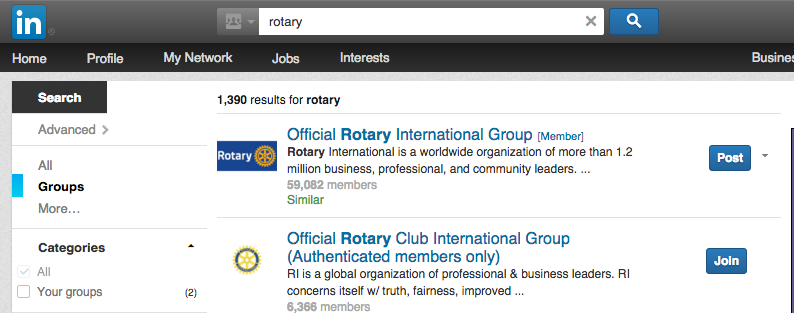 in
rotary
Home Profile My Network Jobs Interests Busines
Search
Advanced
All
Groups
More...
Categories
All
Your groups (2)
1,390 results for rotary
Rotary
Official Rotary International Group [Member]
Rotary International is a worldwide organization of more than 1.2
million business, professional, and community leaders. ...
59,082 members
Similar
Post
Official Rotary Club International Group
(Authenticated members only)
RI is a global organization of professional & business leaders. RI
concerns itself w/ truth, fairness, improved ...
6,366 members
Join